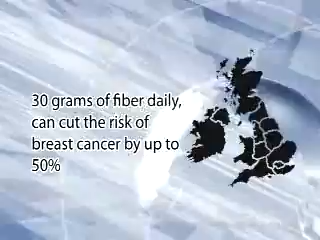 30 grams of fiber daily,
can cut the risk of
breast cancer by up to
50%